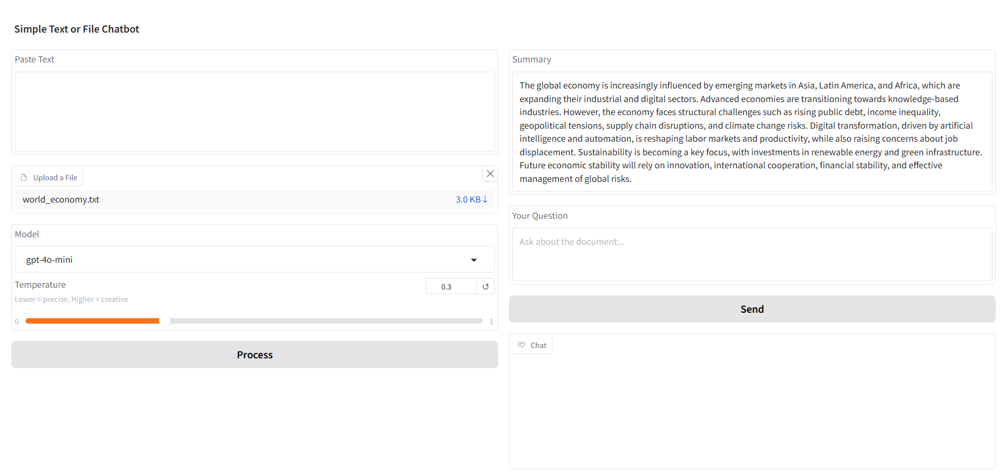 Simple Text or File Chatbot
Paste Text
Upload a File
world_economy.txt
3.0 KB ⇣
Model
gpt-4o-mini
Temperature
0.3
Lower = precise, Higher = creative
0
1
Process
Summary
The global economy is increasingly influenced by emerging markets in Asia, Latin America, and Africa, which are
expanding their industrial and digital sectors. Advanced economies are transitioning towards knowledge-based
industries. However, the economy faces structural challenges such as rising public debt, income inequality,
geopolitical tensions, supply chain disruptions, and climate change risks. Digital transformation, driven by artificial
intelligence and automation, is reshaping labor markets and productivity, while also raising concerns about job
displacement. Sustainability is becoming a key focus, with investments in renewable energy and green infrastructure.
Future economic stability will rely on innovation, international cooperation, financial stability, and effective
management of global risks.
Your Question
Ask about the document...
Send
Chat